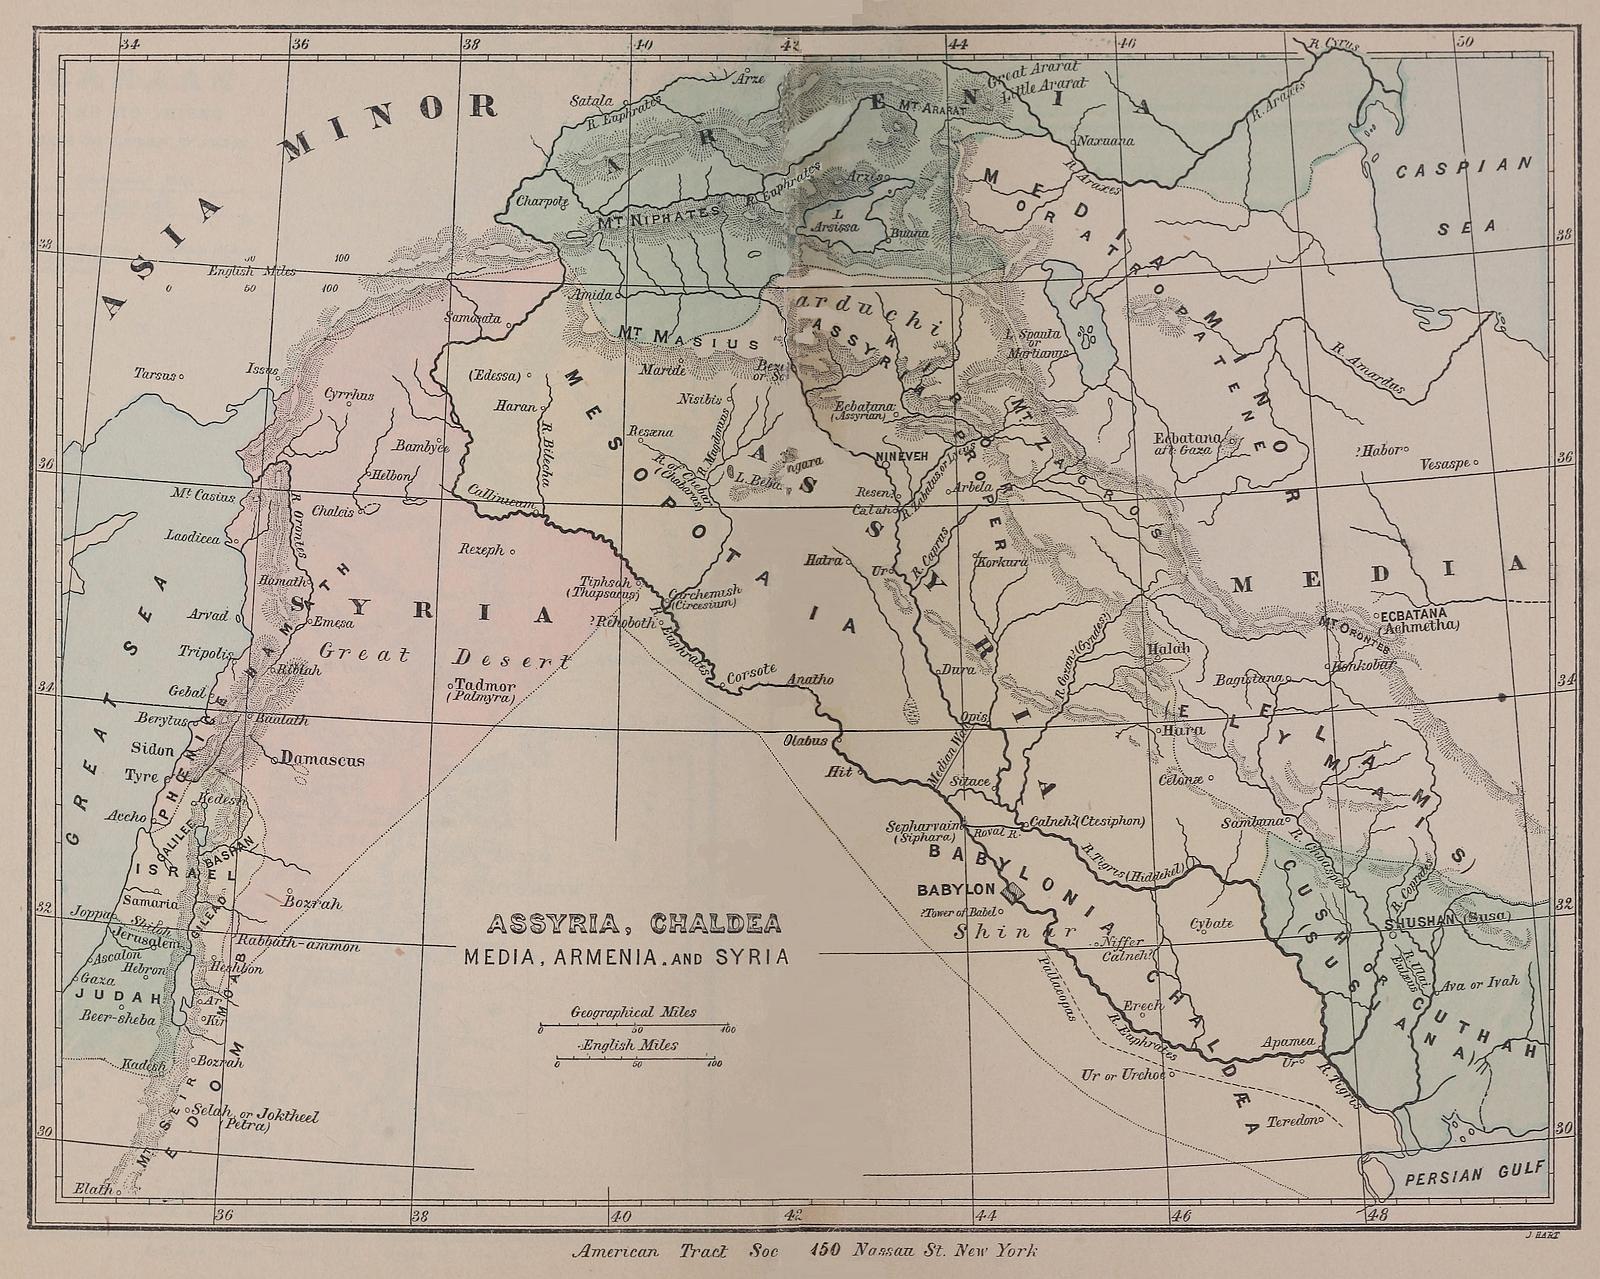 34 36 38 40 42 44 46 50
R. Cyrus
Arze
Satala
R. Euphrates
Great Ararat
Little Ararat
MT ARARAT
R. Araxes
ARMENIA
ASIA MINOR
Naxuana
CASPIAN
SEA
Arzes
R. Euphrates
R. Araxes
Charpote
MT NIPHATES
L
Arsissa
Buana
MEDIA
OR
ATROPATENE
38
38
50 100
English Miles
0 50 100
Amida
Carduchi
Samosata
MT MASIUS
ASSYRIA PROPER
L Spauta
or
Martianus
MINOR
R. Amardus
Tarsus
Issus
(Edessa)
Maride
Cyrrhus
Haran
Nisibis
Ecbatana
(Assyrian)
MT ZAGROS
MESOPOTAMIA
R. Bilecha
Resæna
R. Magdonus
Bambyce
NINEVEH
Ecbatana
aft. Gaza
?Habor
Vesaspe
36
36
Helbon
R. of Chebar
(Chaboras)
L. Beba
Mt Casius
Callinicum
Resen
Arbela
R. Zabatus or Lycus
Calah
Chalcis
R. Orontes
ASSYRIA
Laodicea
Rezeph
Hatra
Ur
R. Caprus
Korkura
MEDIA
Hamath
HAMATH
Tiphsah
(Thapsacus)
Carchemish
(Circesium)
SYRIA
Arvad
Emesa
?Rehoboth
R. Euphrates
ECBATANA
(Achmetha)
MT ORONTES
Great Desert
GREAT SEA
Tripolis
Riblah
Halah
Konkobar
R. Gozan (Gyndes)
Dura
Corsote
Anatho
Bagistana
34
34
Gebal
Tadmor
(Palmyra)
Berytus
Baalath
Opis
ELYMAIS
Hara
Olabus
Sidon
Damascus
PHENICE
Median Wall
Tyre
Hit
Sitace
Celonæ
Kedesh
Accho
Calneh?(Ctesiphon)
Sepharvaim
(Siphara)
Royal R.
Sambana
GALILEE
BASHAN
R. Choaspes
BABYLONIA
R. Tigris (Hiddekel)
ISRAEL
R. Coprates
Samaria
BABYLON
32
32
Bozrah
Joppa
Shiloh
GILEAD
?Tower of Babel
Cybate
SHUSHAN (Susa)
Jerusalem
Rabbath-ammon
ASSYRIA, CHALDEA
MEDIA, ARMENIA, AND SYRIA
Shinar
Niffer
Calneh?
Ascalon
Hebron
Heshbon
Gaza
MOAB
R. Ulai
Eulæus
Ava or Ivah
JUDAH
Ar
Pallacopas
CUSH
OR CUTHAH
SUSIANA
Beer-sheba
Kir
Geographical Miles
0 50 100
English Miles
0 50 100
Erech
CHALDÆA
R. Euphrates
Apamea
Ur
Kadesh
Bozrah
Ur or Urchoe
R. Tigris
EDOM
MT SEIR
Selah, or Joktheel
(Petra)
Teredon
30
30
Elath
PERSIAN GULF
36 38 40 42 44 46 48
J. HART
American Tract Soc 150 Nassau St. New York